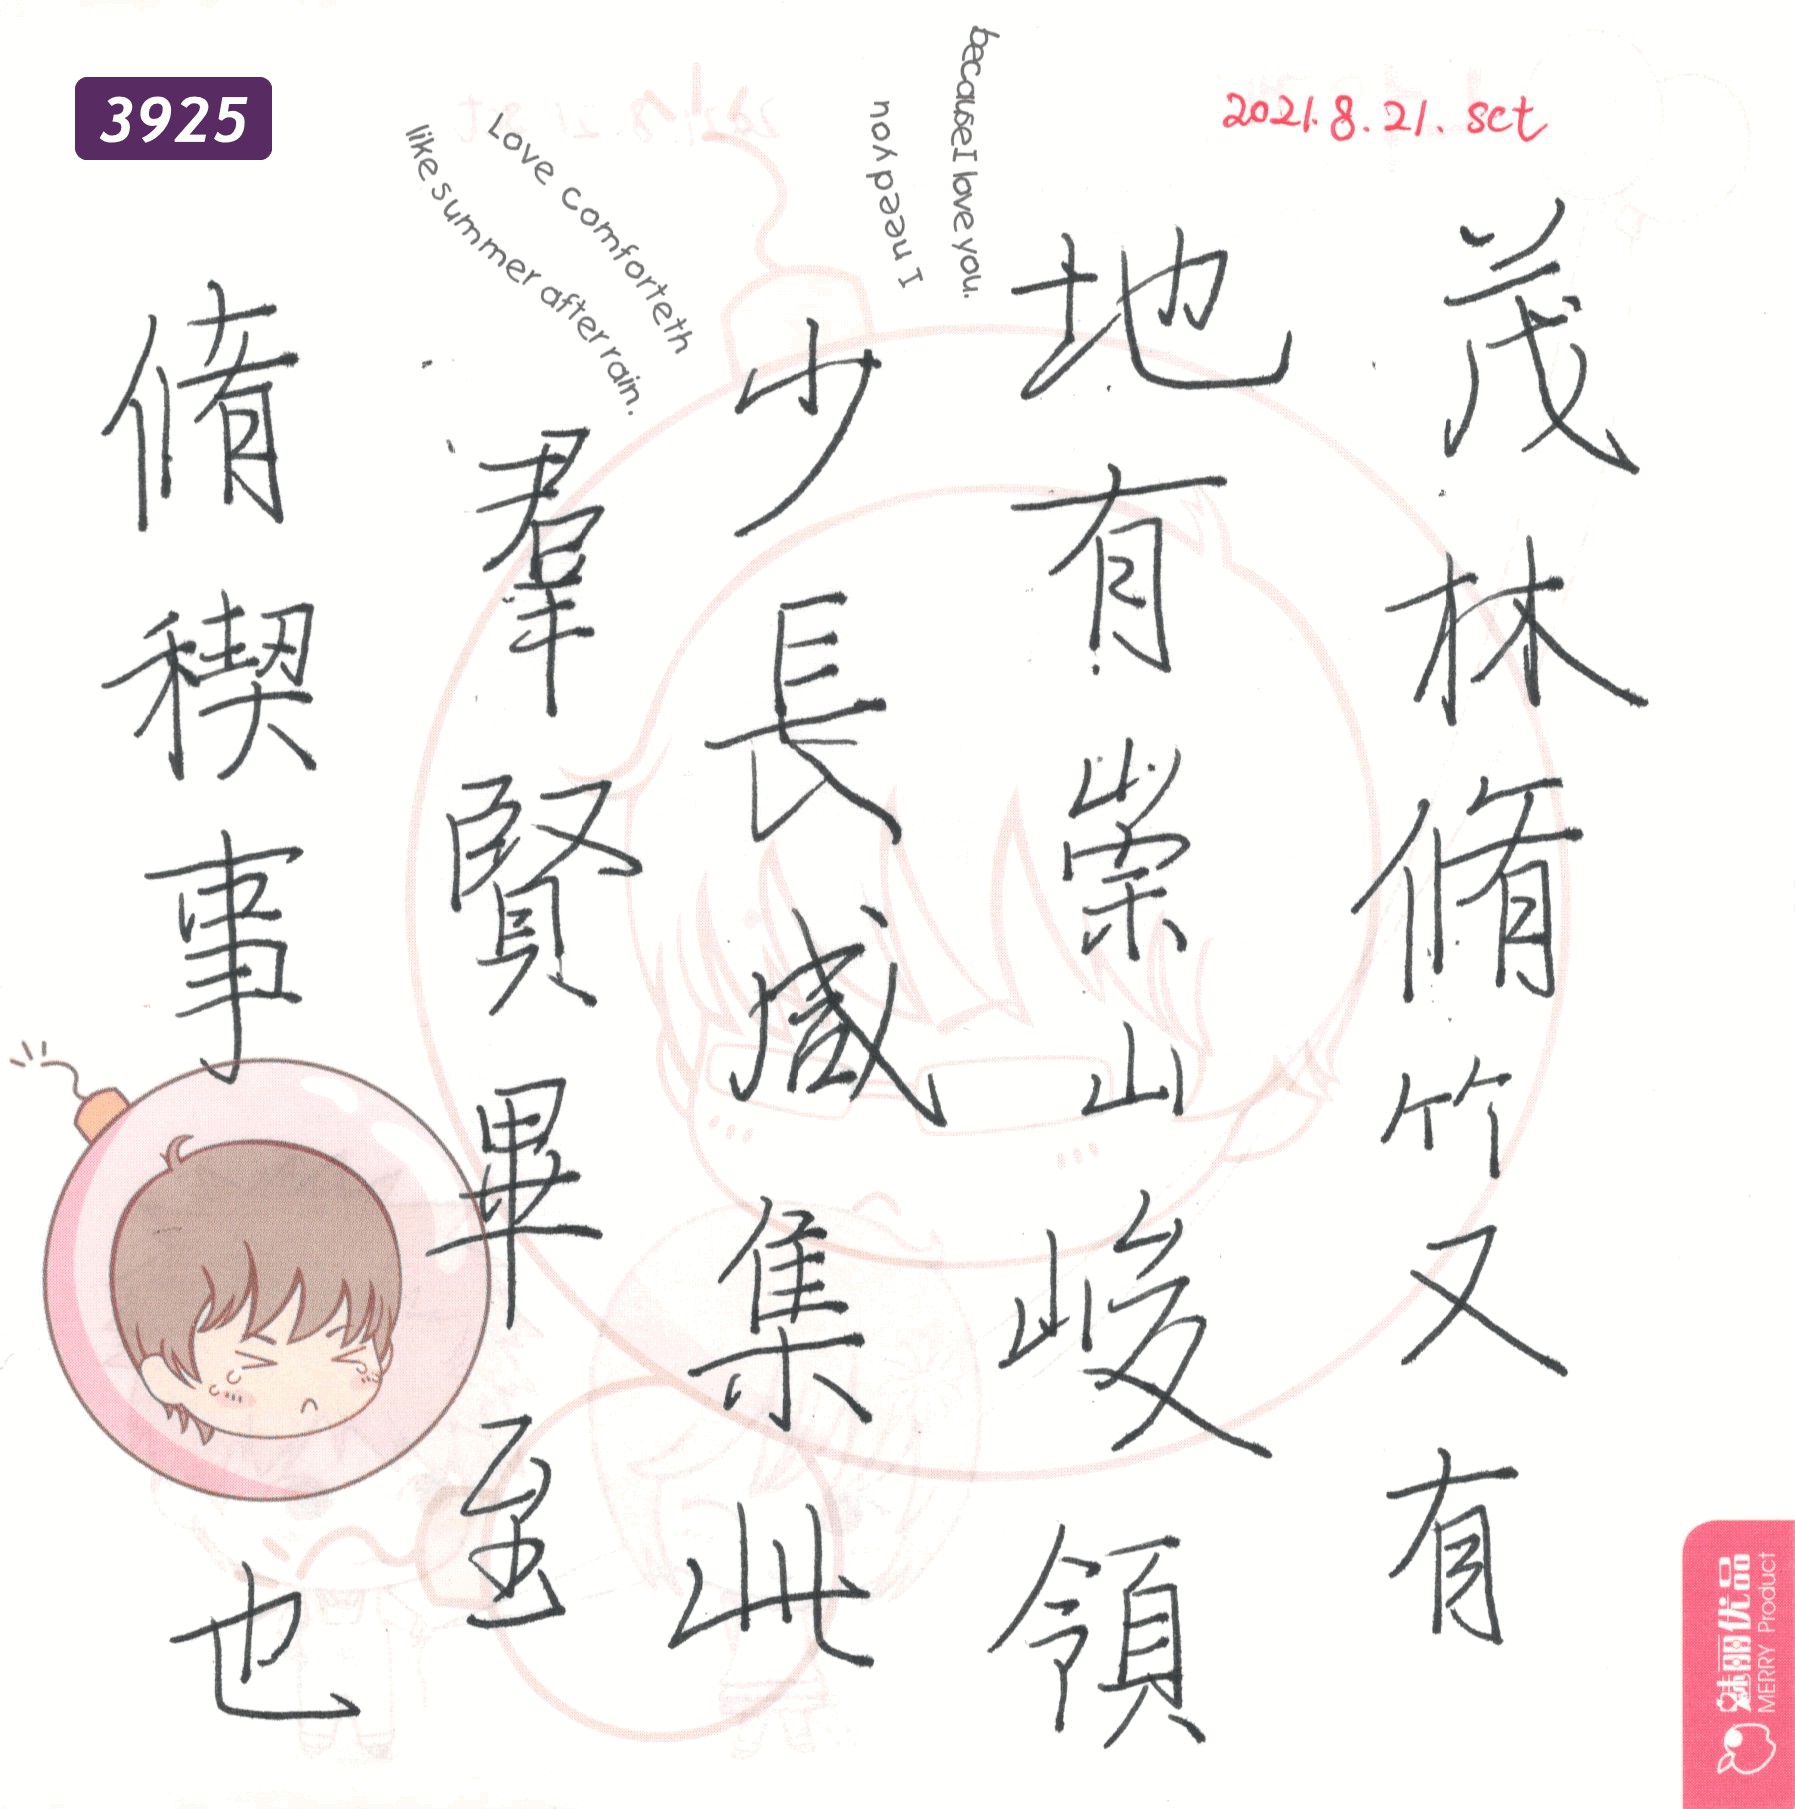 3925
2021.8.21. sct
because I love you.
I need you
Love comforteth
like summer after rain.
茂林脩竹又有
地有崇山峻領
少長咸集此
羣賢畢至
脩稧事也
魅丽优品
MERRY Product